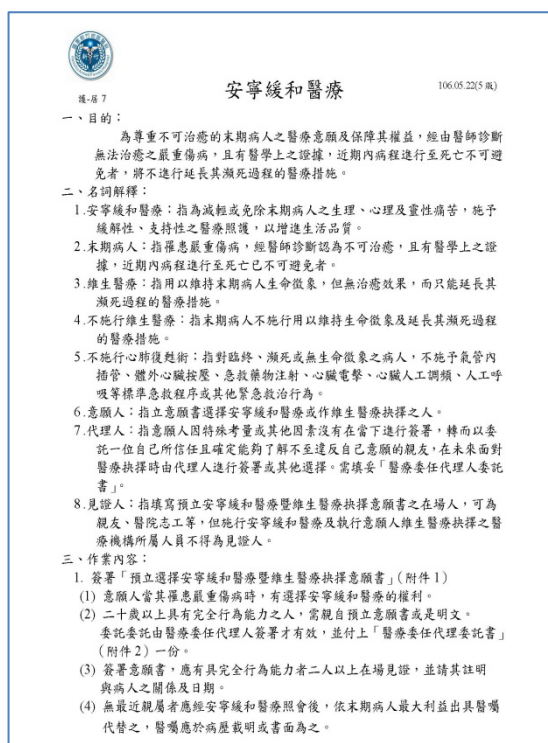 安寧緩和醫療
106.05.22(5 版)
護-居 7
一、目的：
為尊重不可治癒的末期病人之醫療意願及保障其權益，經由醫師診斷
無法治癒之嚴重傷病，且有醫學上之證據，近期內病程進行至死亡不可避
免者，將不進行延長其瀕死過程的醫療措施。
二、名詞解釋：
1.安寧緩和醫療：指為減輕或免除末期病人之生理、心理及靈性痛苦，施予
緩解性、支持性之醫療照護，以增進生活品質。
2.末期病人：指罹患嚴重傷病，經醫師診斷認為不可治癒，且有醫學上之證
據，近期內病程進行至死亡已不可避免者。
3.維生醫療：指用以維持末期病人生命徵象，但無治癒效果，而只能延長其
瀕死過程的醫療措施。
4.不施行維生醫療：指末期病人不施行用以維持生命徵象及延長其瀕死過程
的醫療措施。
5.不施行心肺復甦術：指對臨終、瀕死或無生命徵象之病人，不施予氣管內
插管、體外心臟按壓、急救藥物注射、心臟電擊、心臟人工調頻、人工呼
吸等標準急救程序或其他緊急救治行為。
6.意願人：指立意願書選擇安寧緩和醫療或作維生醫療抉擇之人。
7.代理人：指意願人因特殊考量或其他因素沒有在當下進行簽署，轉而以委
託一位自己所信任且確定能夠了解不至違反自己意願的親友，在未來面對
醫療抉擇時由代理人進行簽署或其他選擇。需填妥「醫療委任代理人委託
書」。
8.見證人：指填寫預立安寧緩和醫療暨維生醫療抉擇意願書之在場人，可為
親友、醫院志工等，但施行安寧緩和醫療及執行意願人維生醫療抉擇之醫
療機構所屬人員不得為見證人。
三、作業內容：
1. 簽署「預立選擇安寧緩和醫療暨維生醫療抉擇意願書」(附件 1)
(1) 意願人當其罹患嚴重傷病時，有選擇安寧緩和醫療的權利。
(2) 二十歲以上具有完全行為能力之人，需親自預立意願書或是明文。
委託委託由醫療委任代理人簽署才有效，並付上「醫療委任代理委託書」
(附件 2) 一份。
(3) 簽署意願書，應有具完全行為能力者二人以上在場見證，並請其註明
與病人之關係及日期。
(4) 無最近親屬者應經安寧緩和醫療照會後，依末期病人最大利益出具醫囑
代替之，醫囑應於病歷載明或書面為之。